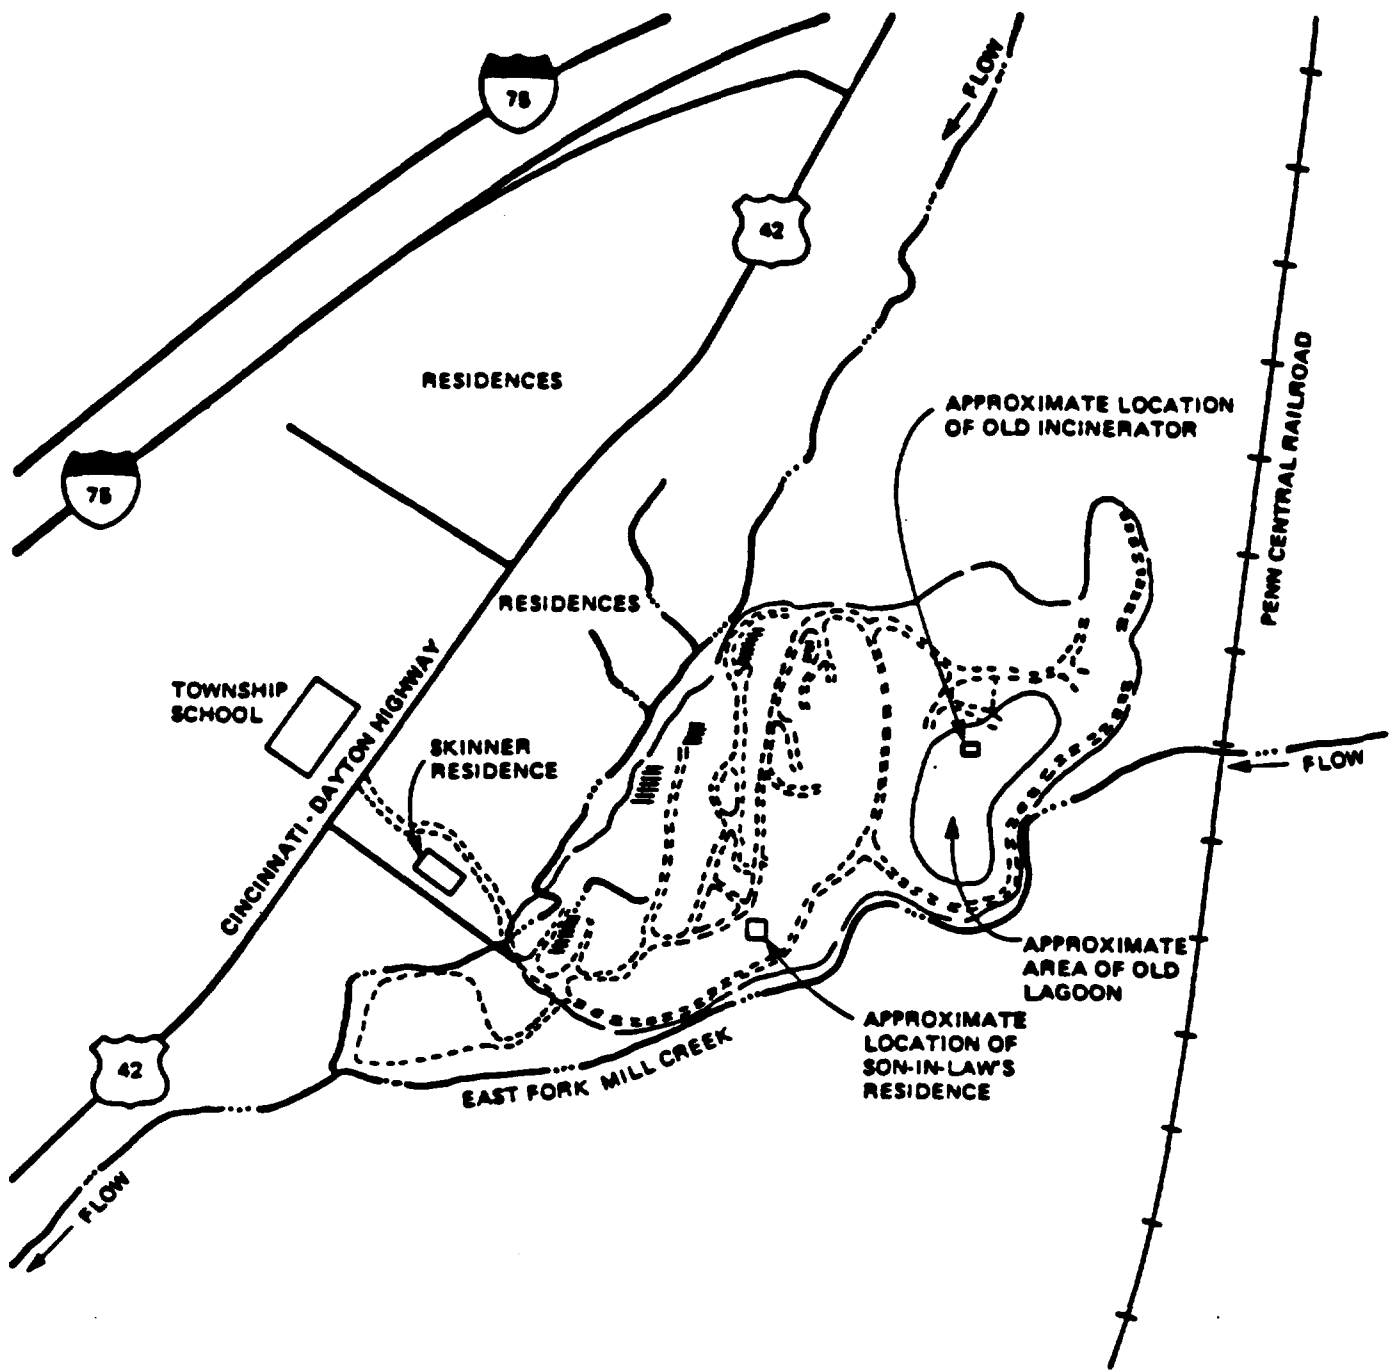 75
FLOW
42
RESIDENCES
APPROXIMATE LOCATION
OF OLD INCINERATOR
PENN CENTRAL RAILROAD
75
RESIDENCES
TOWNSHIP
SCHOOL
CINCINNATI - DAYTON HIGHWAY
SKINNER
RESIDENCE
FLOW
APPROXIMATE
AREA OF OLD
LAGOON
APPROXIMATE
LOCATION OF
SON-IN-LAW'S
RESIDENCE
EAST FORK MILL CREEK
42
FLOW